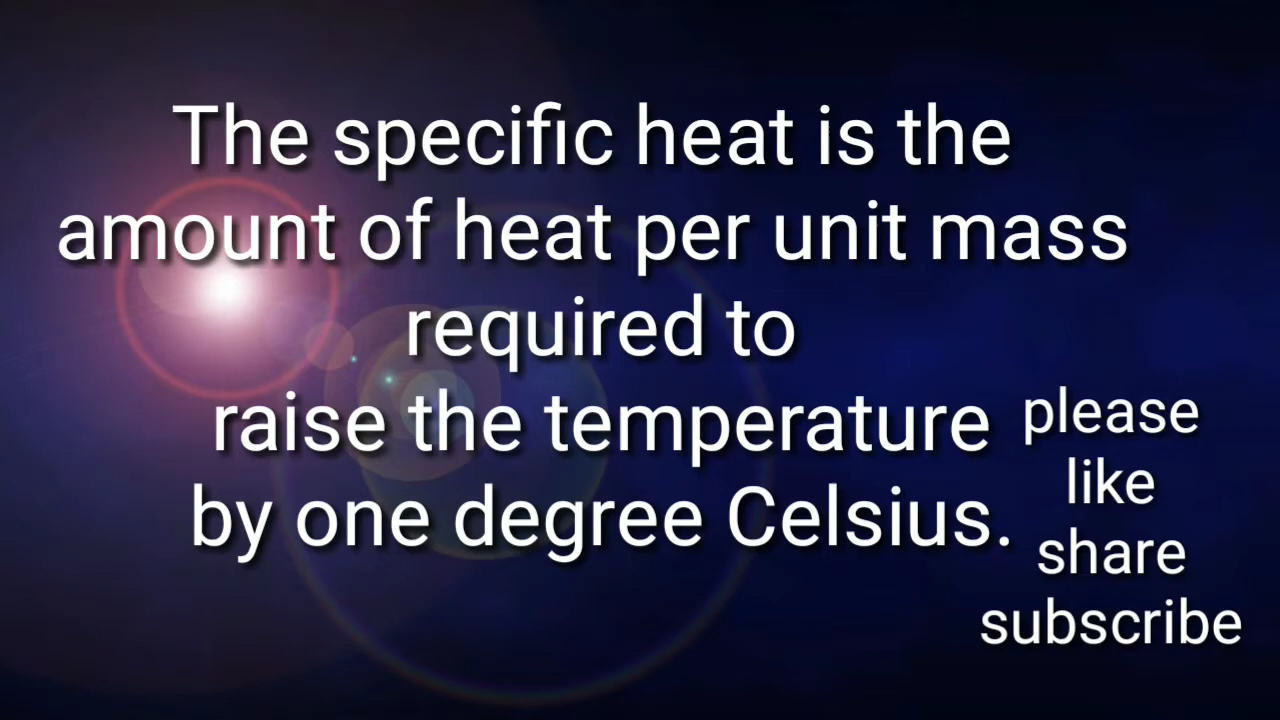 The specific heat is the
amount of heat per unit mass
required to
raise the temperature
by one degree Celsius.
please
like
share
subscribe